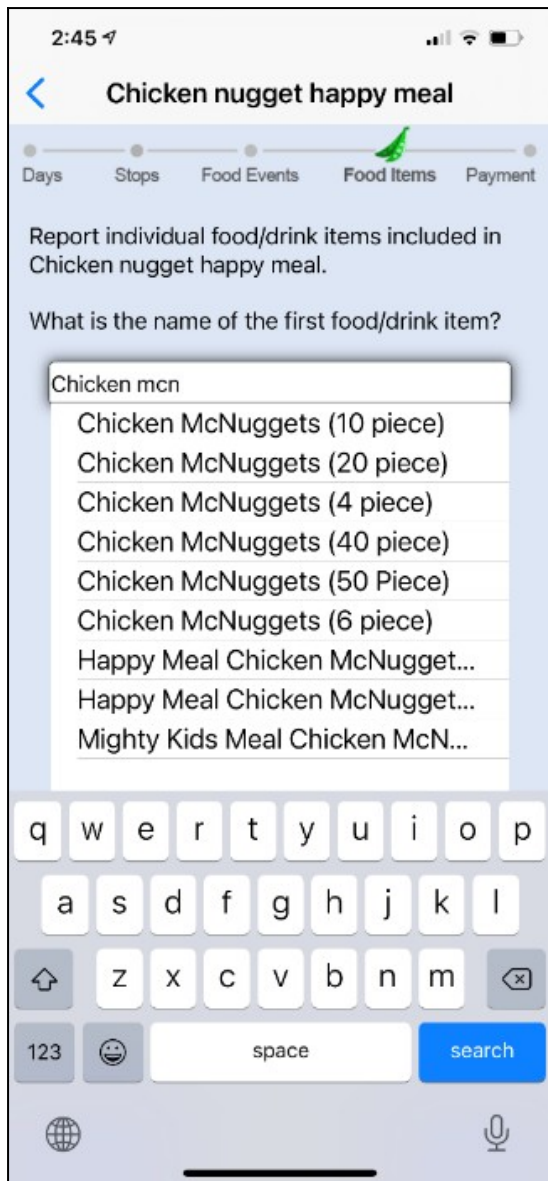 2:45
Chicken nugget happy meal
Days Stops Food Events Food Items Payment
Report individual food/drink items included in
Chicken nugget happy meal.
What is the name of the first food/drink item?
Chicken mcn
Chicken McNuggets (10 piece)
Chicken McNuggets (20 piece)
Chicken McNuggets (4 piece)
Chicken McNuggets (40 piece)
Chicken McNuggets (50 Piece)
Chicken McNuggets (6 piece)
Happy Meal Chicken McNugget...
Happy Meal Chicken McNugget...
Mighty Kids Meal Chicken McN...
q w e r t y u i o p
a s d f g h j k l
z x c v b n m
123 space search